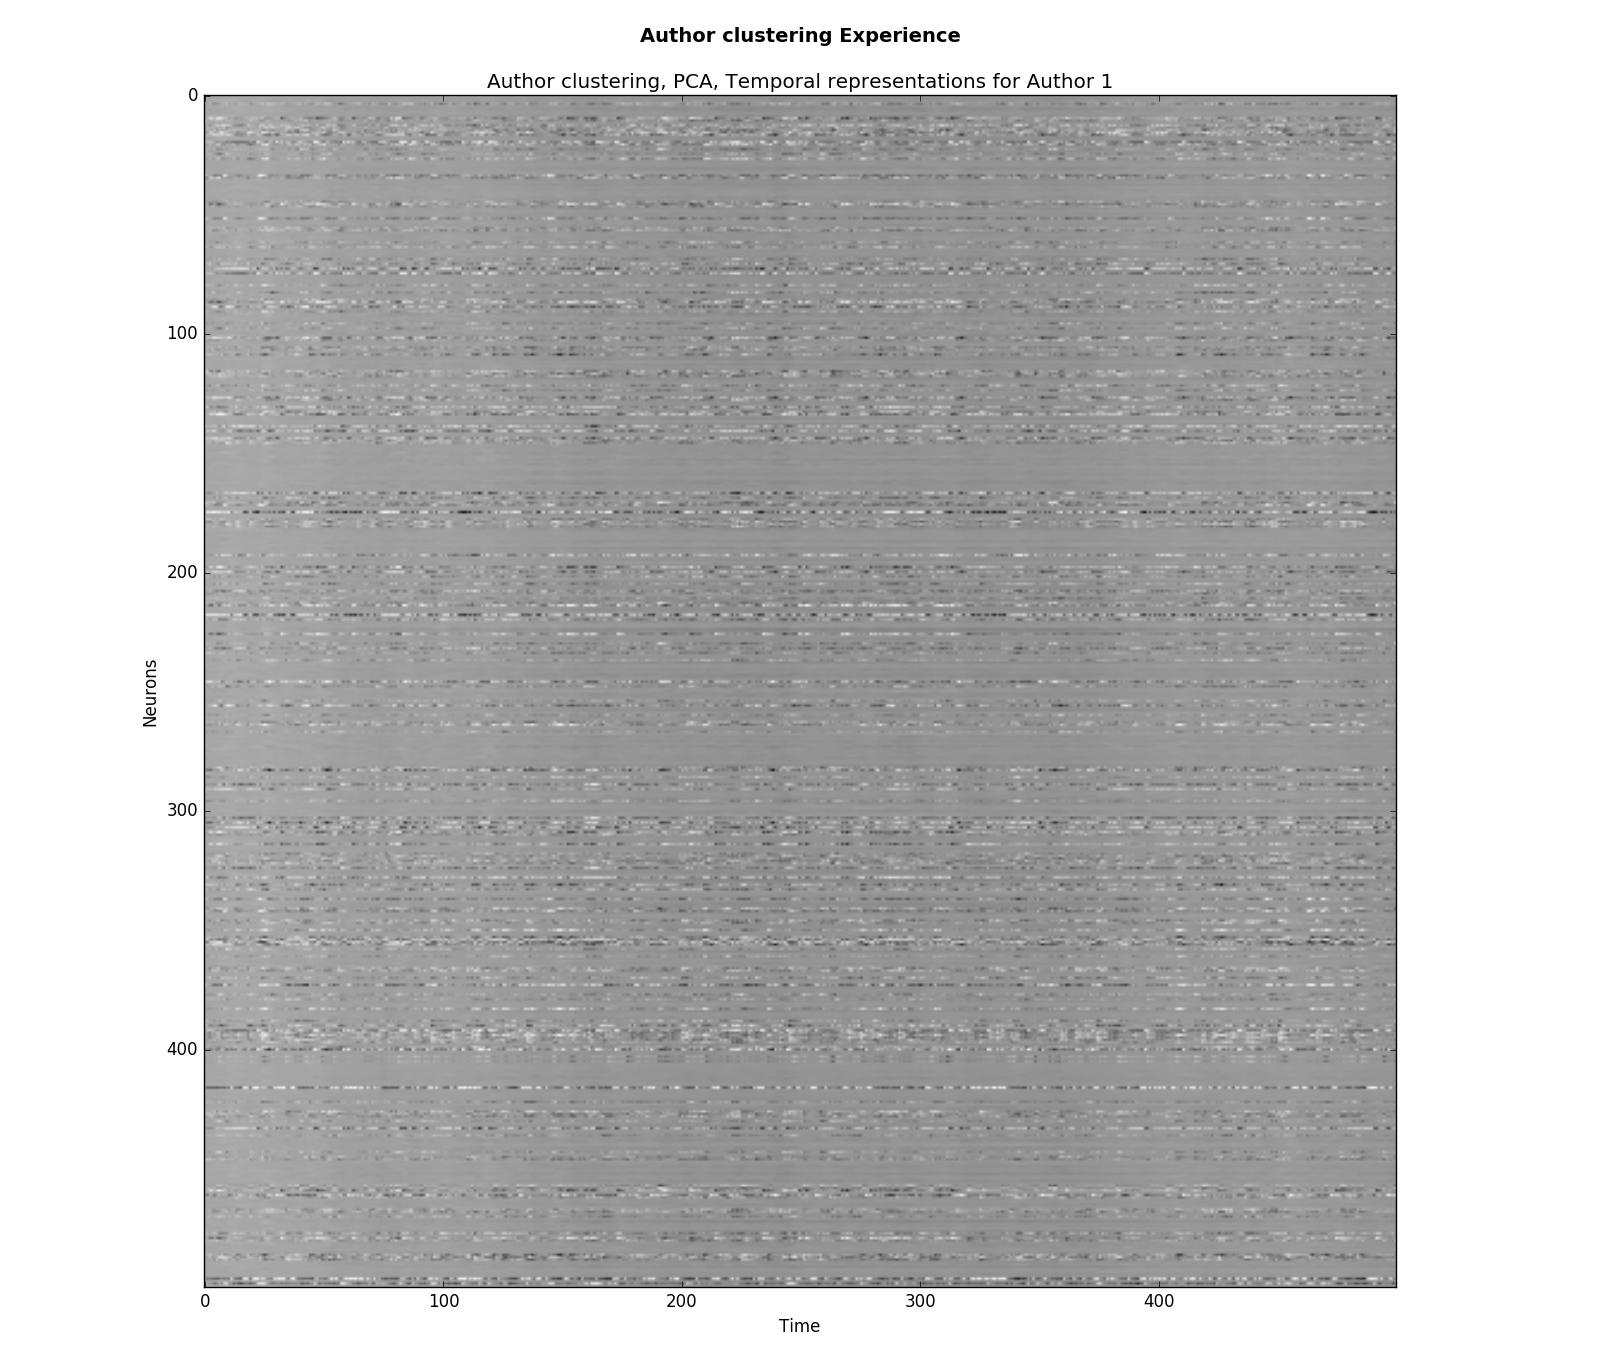 Author clustering Experience
Author clustering, PCA, Temporal representations for Author 1
0
100
200
300
400
Neurons
0 100 200 300 400
Time